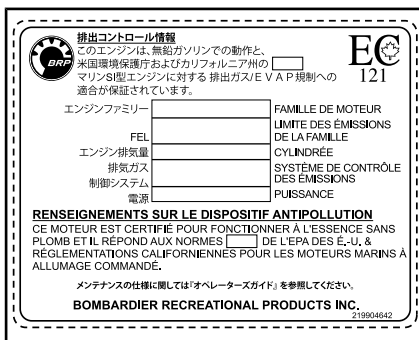 排出コントロール情報
このエンジンは、無鉛ガソリンでの動作と、
米国環境保護庁およびカリフォルニア州の
マリンSI型エンジンに対する 排出ガス/EVAP規制への
適合が保証されています。
BRP
EC
121
エンジンファミリー FAMILLE DE MOTEUR
FEL LIMITE DES ÉMISSIONS
DE LA FAMILLE
エンジン排気量 CYLINDRÉE
排気ガス SYSTÈME DE CONTRÔLE
制御システム DES ÉMISSIONS
電源 PUISSANCE
RENSEIGNEMENTS SUR LE DISPOSITIF ANTIPOLLUTION
CE MOTEUR EST CERTIFIÉ POUR FONCTIONNER À L'ESSENCE SANS
PLOMB ET IL RÉPOND AUX NORMES DE L'EPA DES É.-U. &
RÉGLEMENTATIONS CALIFORNIENNES POUR LES MOTEURS MARINS À
ALLUMAGE COMMANDÉ.
メンテナンスの仕様に関しては『オペレーターズガイド』を参照してください。
BOMBARDIER RECREATIONAL PRODUCTS INC.
219904642